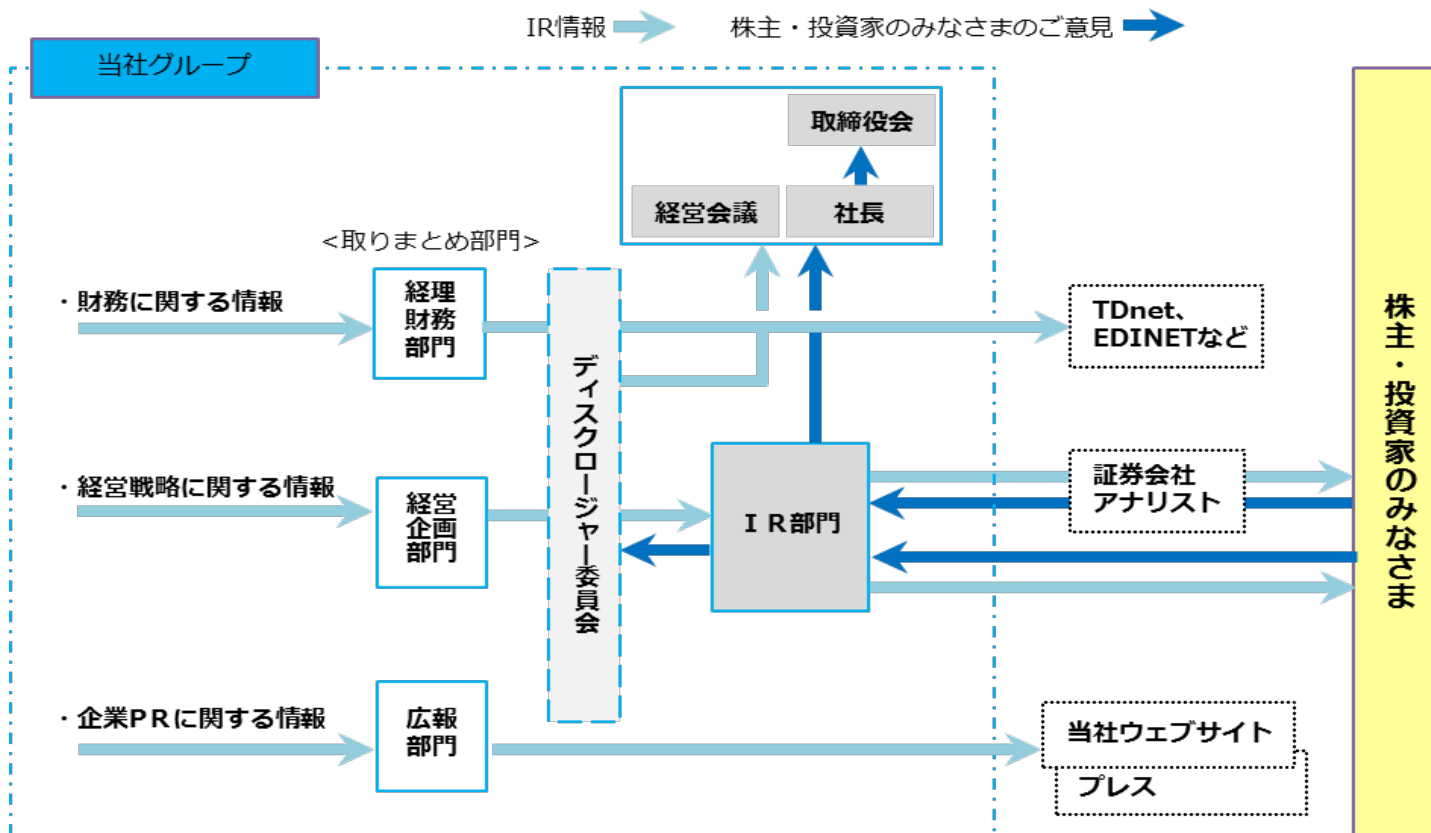 IR情報
株主・投資家のみなさまのご意見
当社グループ
取締役会
経営会議
社長
<取りまとめ部門>
・財務に関する情報
経理
財務
部門
TDnet、
EDINETなど
ディスクロージャー委員会
・経営戦略に関する情報
経営
企画
部門
ＩＲ部門
証券会社
アナリスト
株主・投資家のみなさま
・企業PRに関する情報
広報
部門
当社ウェブサイト
プレス